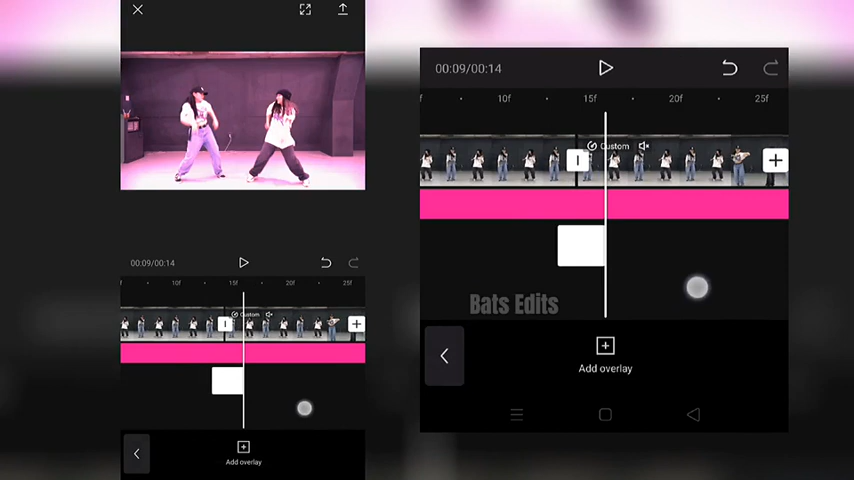 00:09/00:14
f 10f 15f 20f 25f
Custom
Add overlay
00:09/00:14
f 10f 15f 20f 25f
Custom
Bats Edits
Add overlay